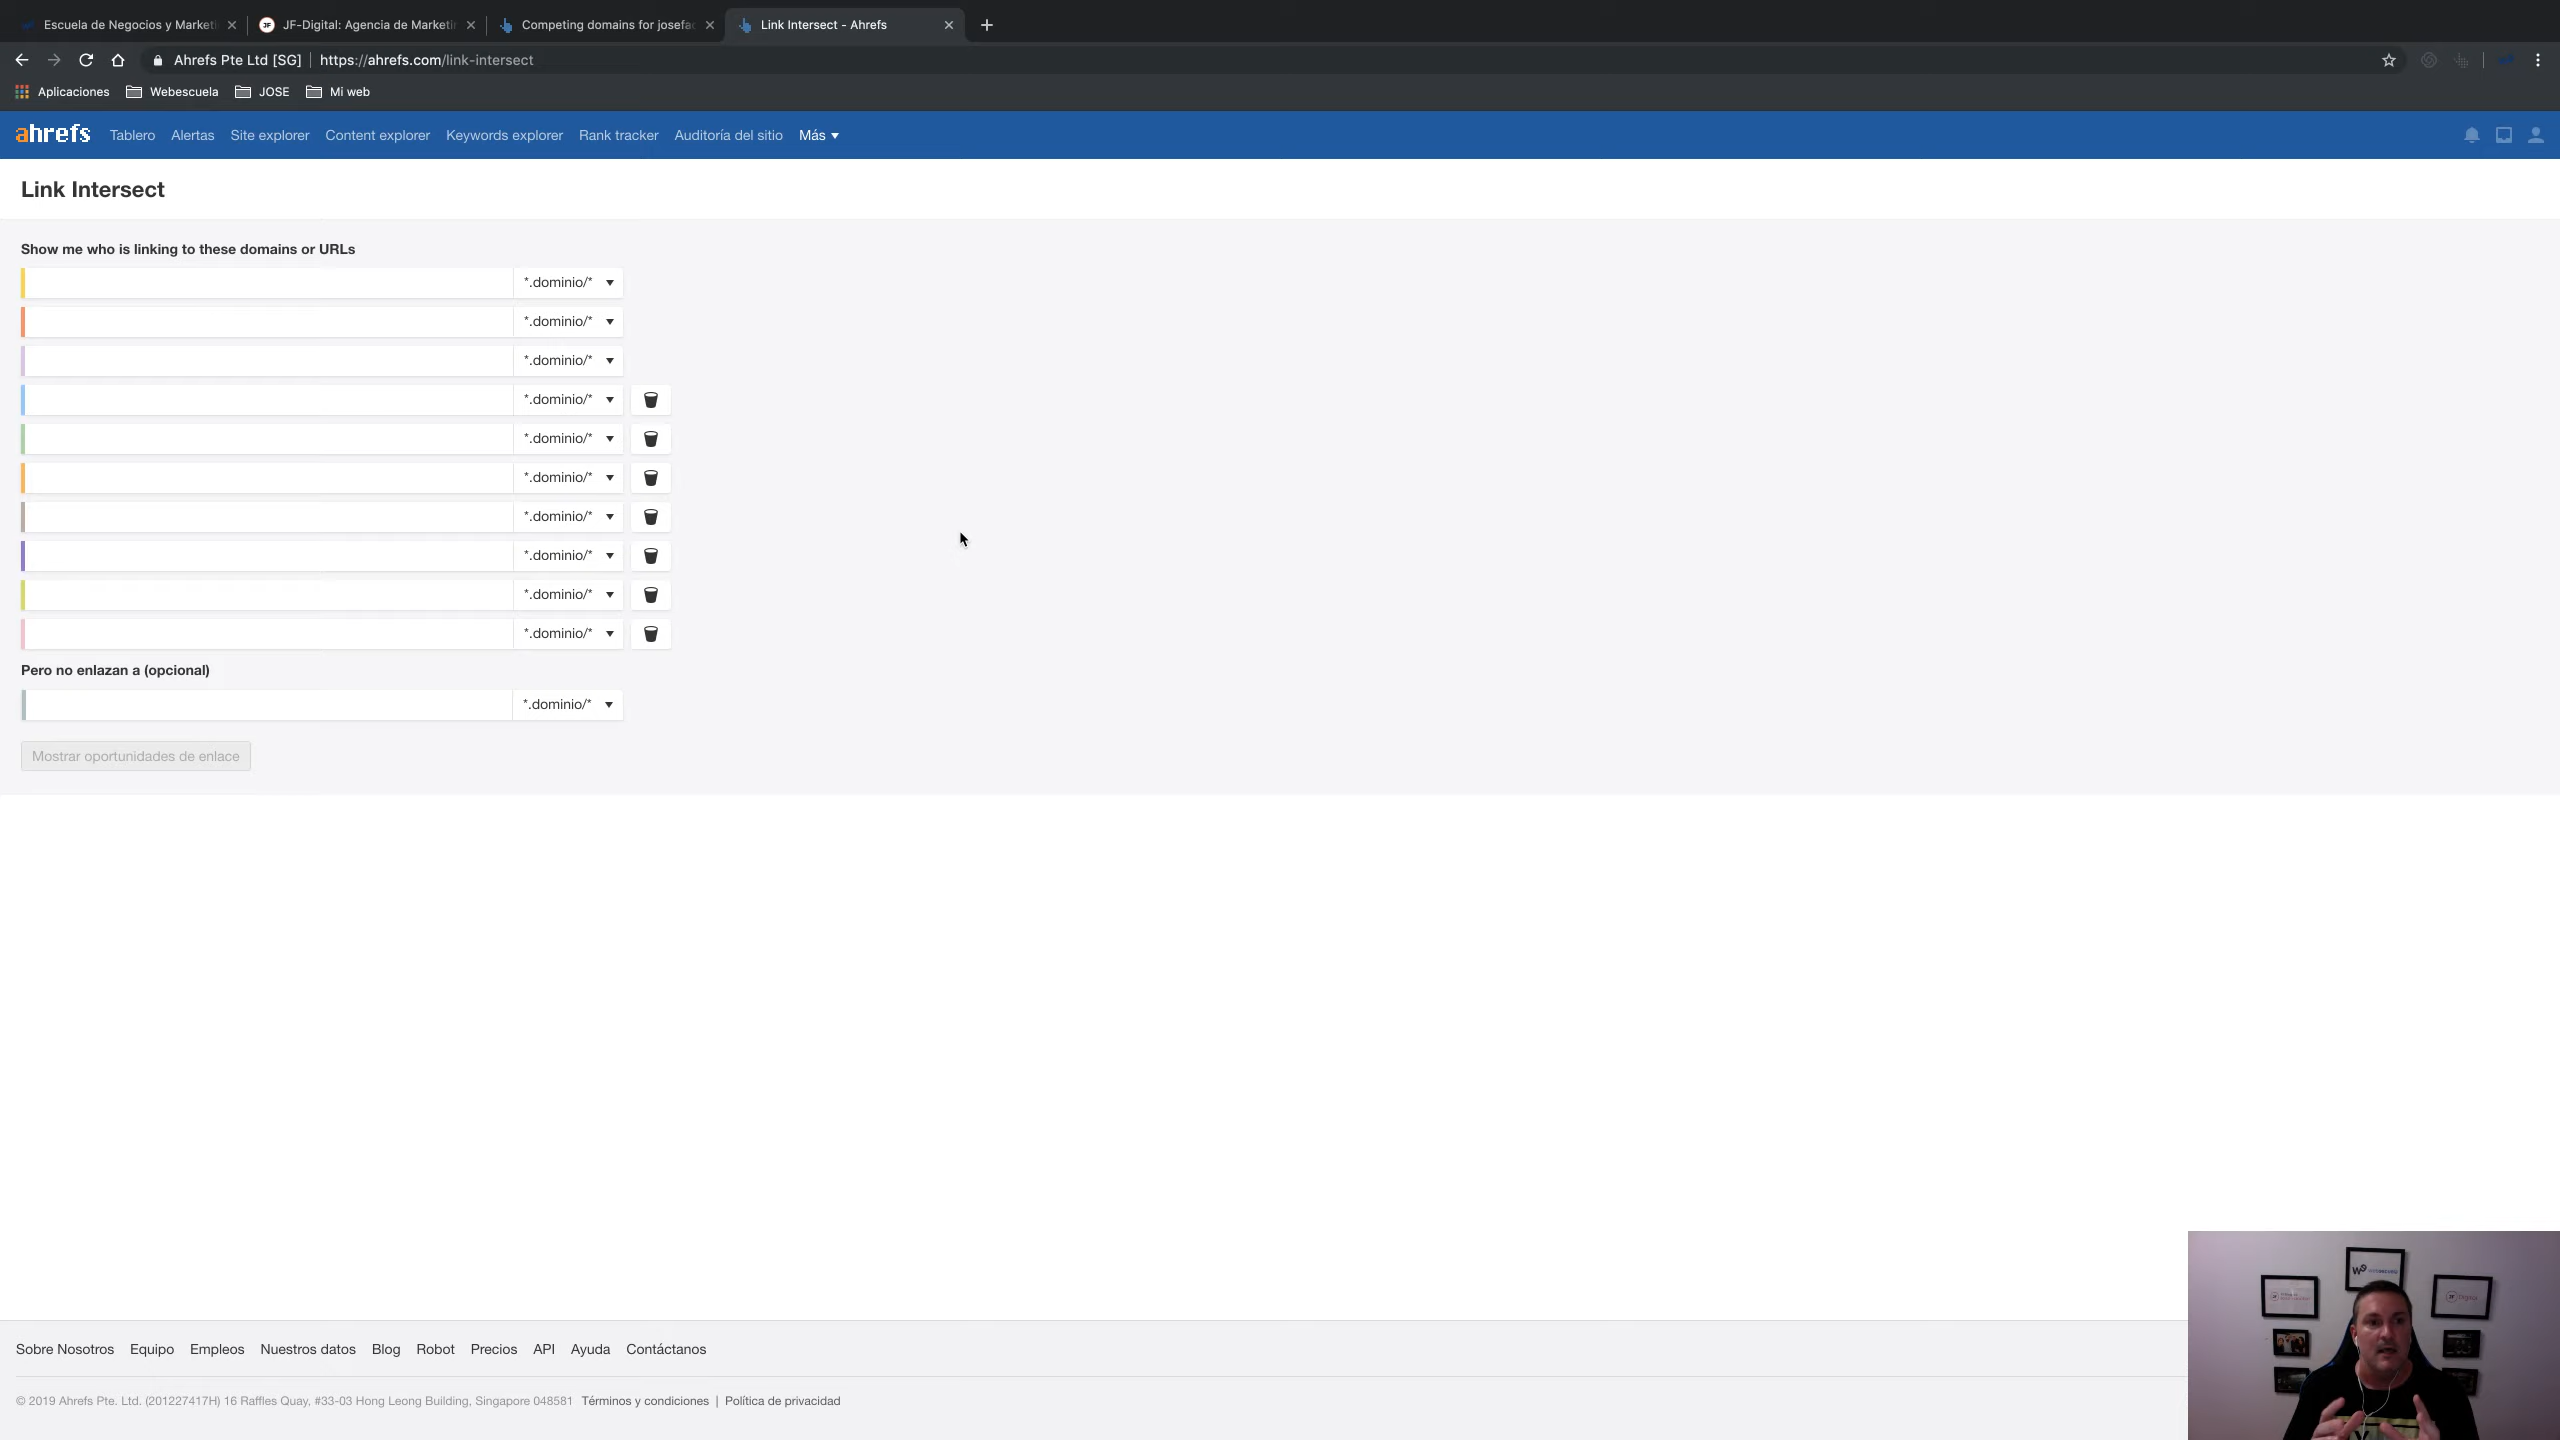 Escuela de Negocios y Marketi
JF-Digital: Agencia de Marketin
Competing domains for josefac
Link Intersect - Ahrefs
Ahrefs Pte Ltd [SG] | https://ahrefs.com/link-intersect
Aplicaciones Webescuela JOSE Mi web
ahrefs Tablero Alertas Site explorer Content explorer Keywords explorer Rank tracker Auditoría del sitio Más
Link Intersect
Show me who is linking to these domains or URLs
*.dominio/*
*.dominio/*
*.dominio/*
*.dominio/*
*.dominio/*
*.dominio/*
*.dominio/*
*.dominio/*
*.dominio/*
*.dominio/*
Pero no enlazan a (opcional)
*.dominio/*
Mostrar oportunidades de enlace
Sobre Nosotros Equipo Empleos Nuestros datos Blog Robot Precios API Ayuda Contáctanos
© 2019 Ahrefs Pte. Ltd. (201227417H) 16 Raffles Quay, #33-03 Hong Leong Building, Singapore 048581 Términos y condiciones | Política de privacidad